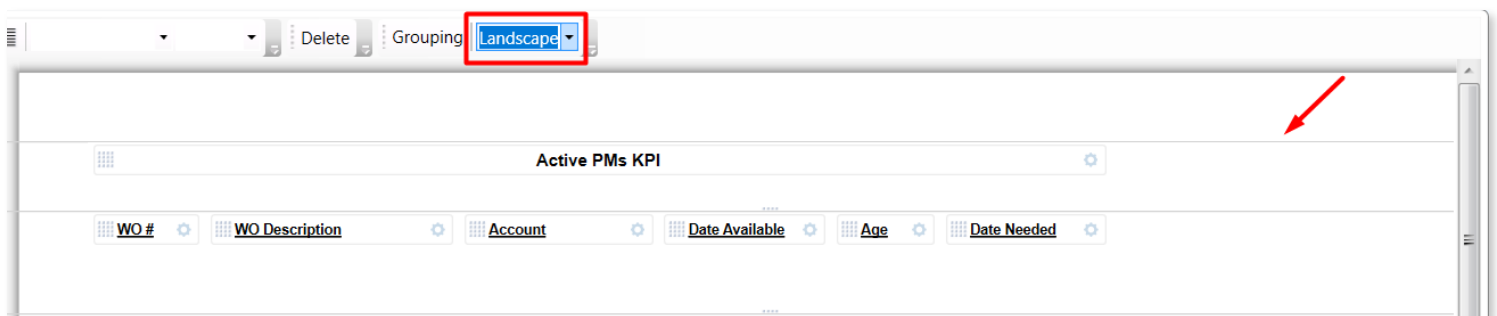 Delete Grouping Landscape
Active PMs KPI
WO # WO Description Account Date Available Age Date Needed